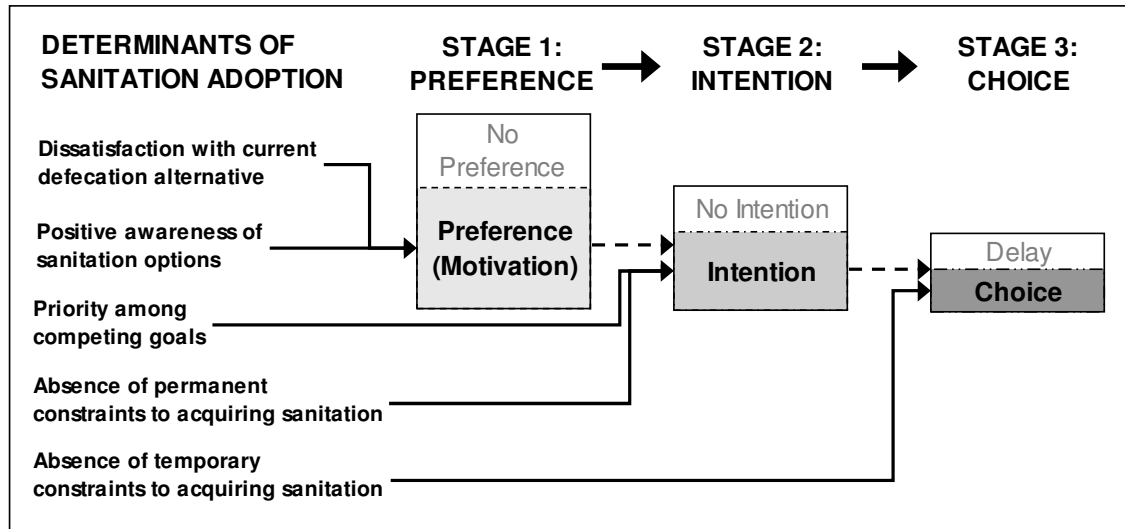 DETERMINANTS OF
SANITATION ADOPTION
STAGE 1:
PREFERENCE
STAGE 2:
INTENTION
STAGE 3:
CHOICE
Dissatisfaction with current
defecation alternative
Positive awareness of
sanitation options
Priority among
competing goals
Absence of permanent
constraints to acquiring sanitation
Absence of temporary
constraints to acquiring sanitation
No
Preference
Preference
(Motivation)
No Intention
Intention
Delay
Choice